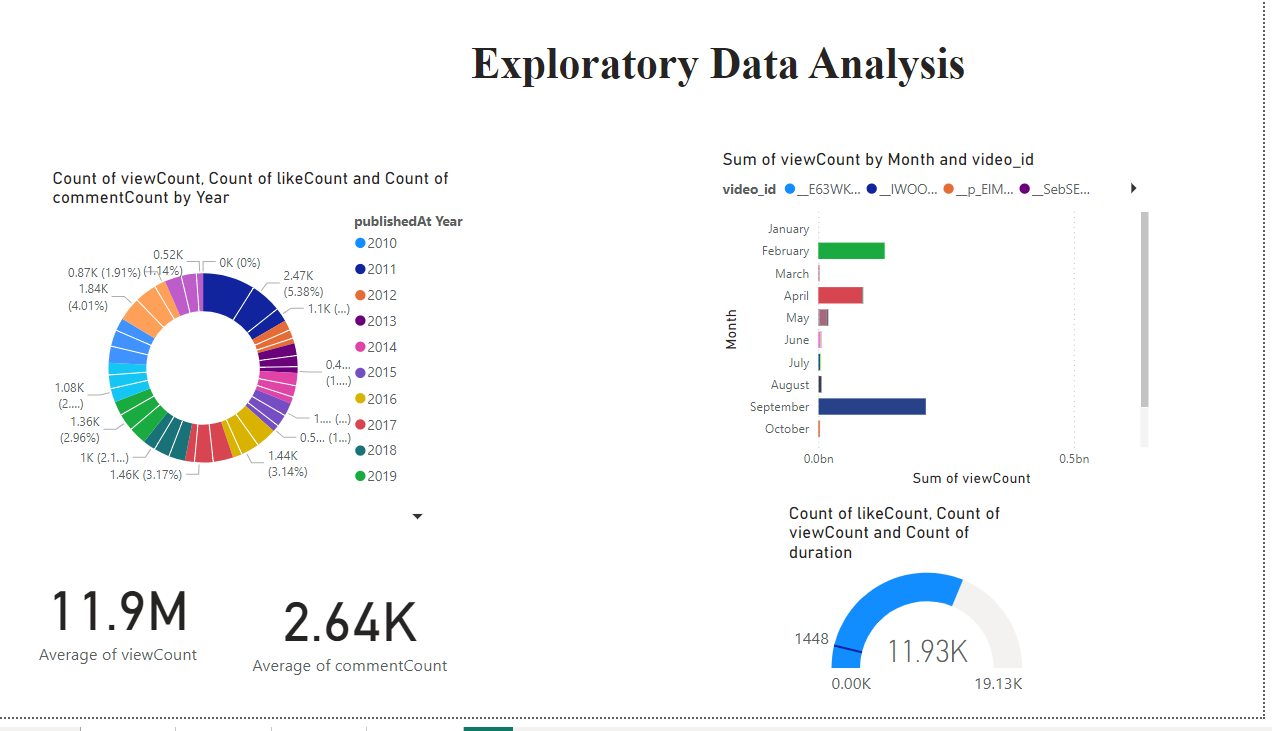 Exploratory Data Analysis
Count of viewCount, Count of likeCount and Count of
commentCount by Year
publishedAt Year
2010
2011
2012
2013
2014
2015
2016
2017
2018
2019
0K (0%)
2.47K
(5.38%)
1.1K (...)
0.4...
(1....)
1.... (...)
0.5... (1...)
1.44K
(3.14%)
1.46K (3.17%)
1K (2.1...)
1.36K
(2.96%)
1.08K
(2....)
1.84K
(4.01%)
0.87K (1.91%)
0.52K
(1.14%)
Sum of viewCount by Month and video_id
video_id __E63WK... __IWOO... __p_EIM... __SebSE...
Month
January
February
March
April
May
June
July
August
September
October
0.0bn 0.5bn
Sum of viewCount
Count of likeCount, Count of
viewCount and Count of
duration
1448
11.93K
0.00K 19.13K
11.9M
Average of viewCount
2.64K
Average of commentCount